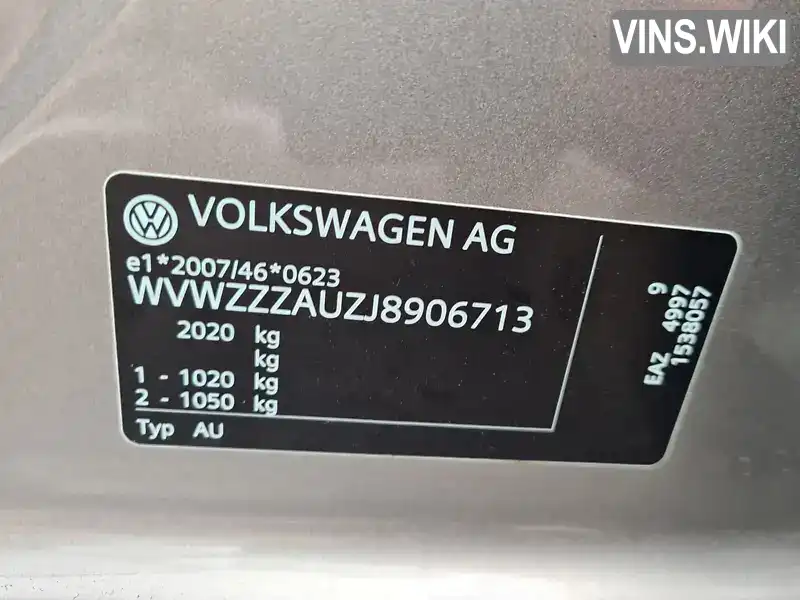 VINS.WIKI
VOLKSWAGEN AG
e1*2007/46*0623
WVWZZZAUZJ8906713
2020 kg
kg
1 - 1020 kg
2 - 1050 kg
Typ AU
EAZ 4997 9
1538057